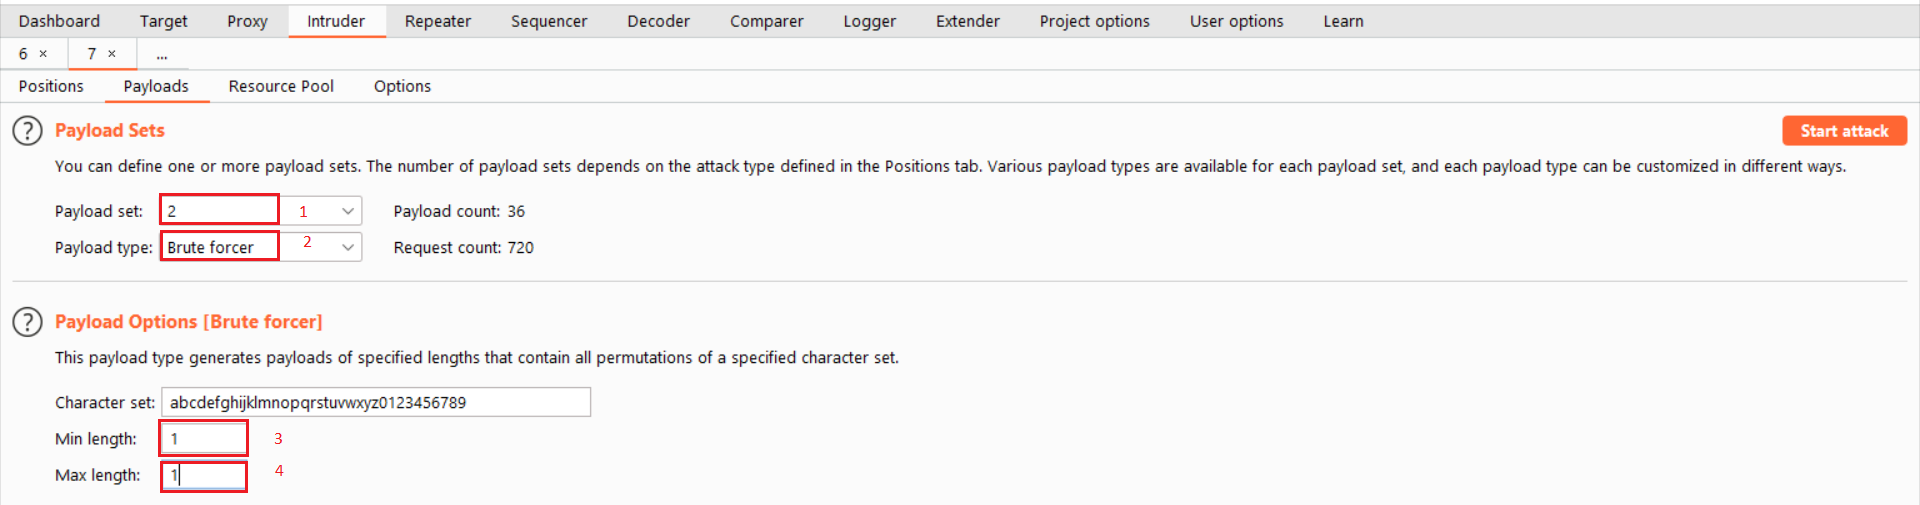 Dashboard Target Proxy Intruder Repeater Sequencer Decoder Comparer Logger Extender Project options User options Learn
6 × 7 × ...
Positions Payloads Resource Pool Options
? Payload Sets Start attack
You can define one or more payload sets. The number of payload sets depends on the attack type defined in the Positions tab. Various payload types are available for each payload set, and each payload type can be customized in different ways.
Payload set: 2 1 Payload count: 36
Payload type: Brute forcer 2 Request count: 720
? Payload Options [Brute forcer]
This payload type generates payloads of specified lengths that contain all permutations of a specified character set.
Character set: abcdefghijklmnopqrstuvwxyz0123456789
Min length: 1 3
Max length: 1 4